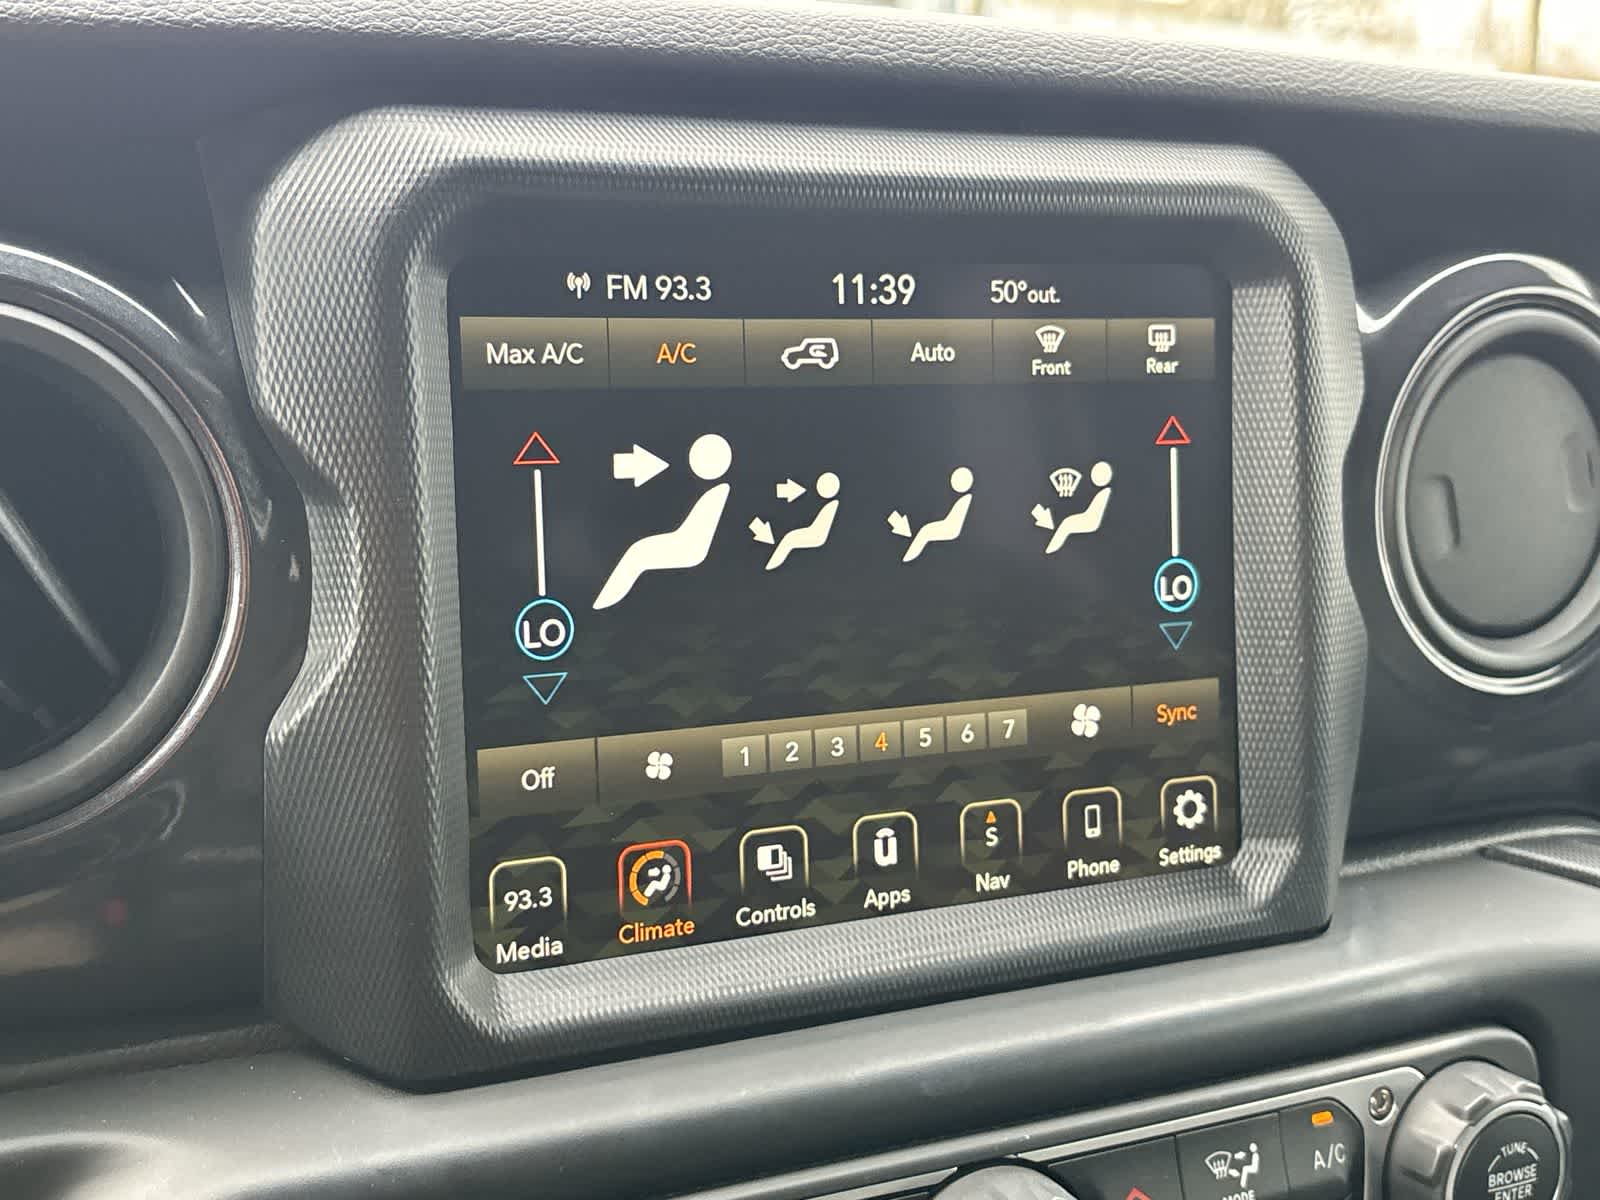 FM 93.3 11:39 50°out.
Max A/C A/C Auto Front Rear
LO LO
Off 1 2 3 4 5 6 7 Sync
93.3 S
Media Climate Controls Apps Nav Phone Settings
A/C
MODE
TUNE
BROWSE
ENTER